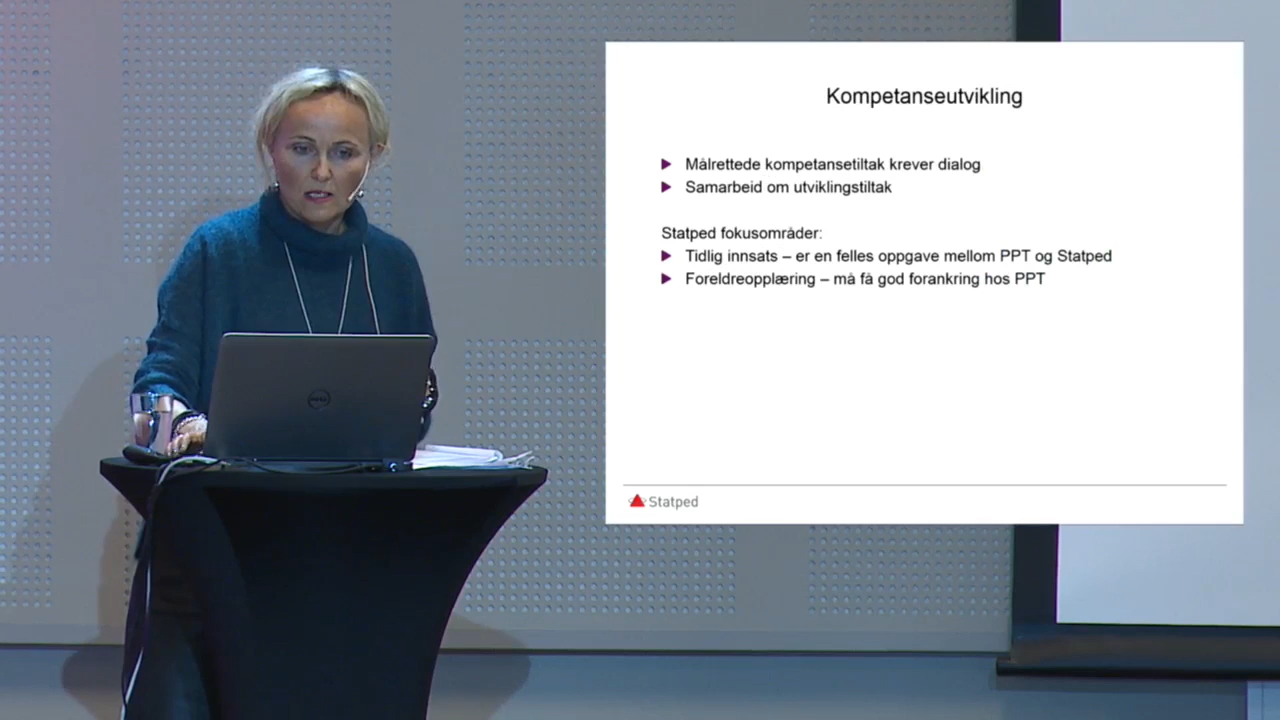 Kompetanseutvikling
Målrettede kompetansetiltak krever dialog
Samarbeid om utviklingstiltak
Statped fokusområder:
Tidlig innsats – er en felles oppgave mellom PPT og Statped
Foreldreopplæring – må få god forankring hos PPT
Statped
DELL